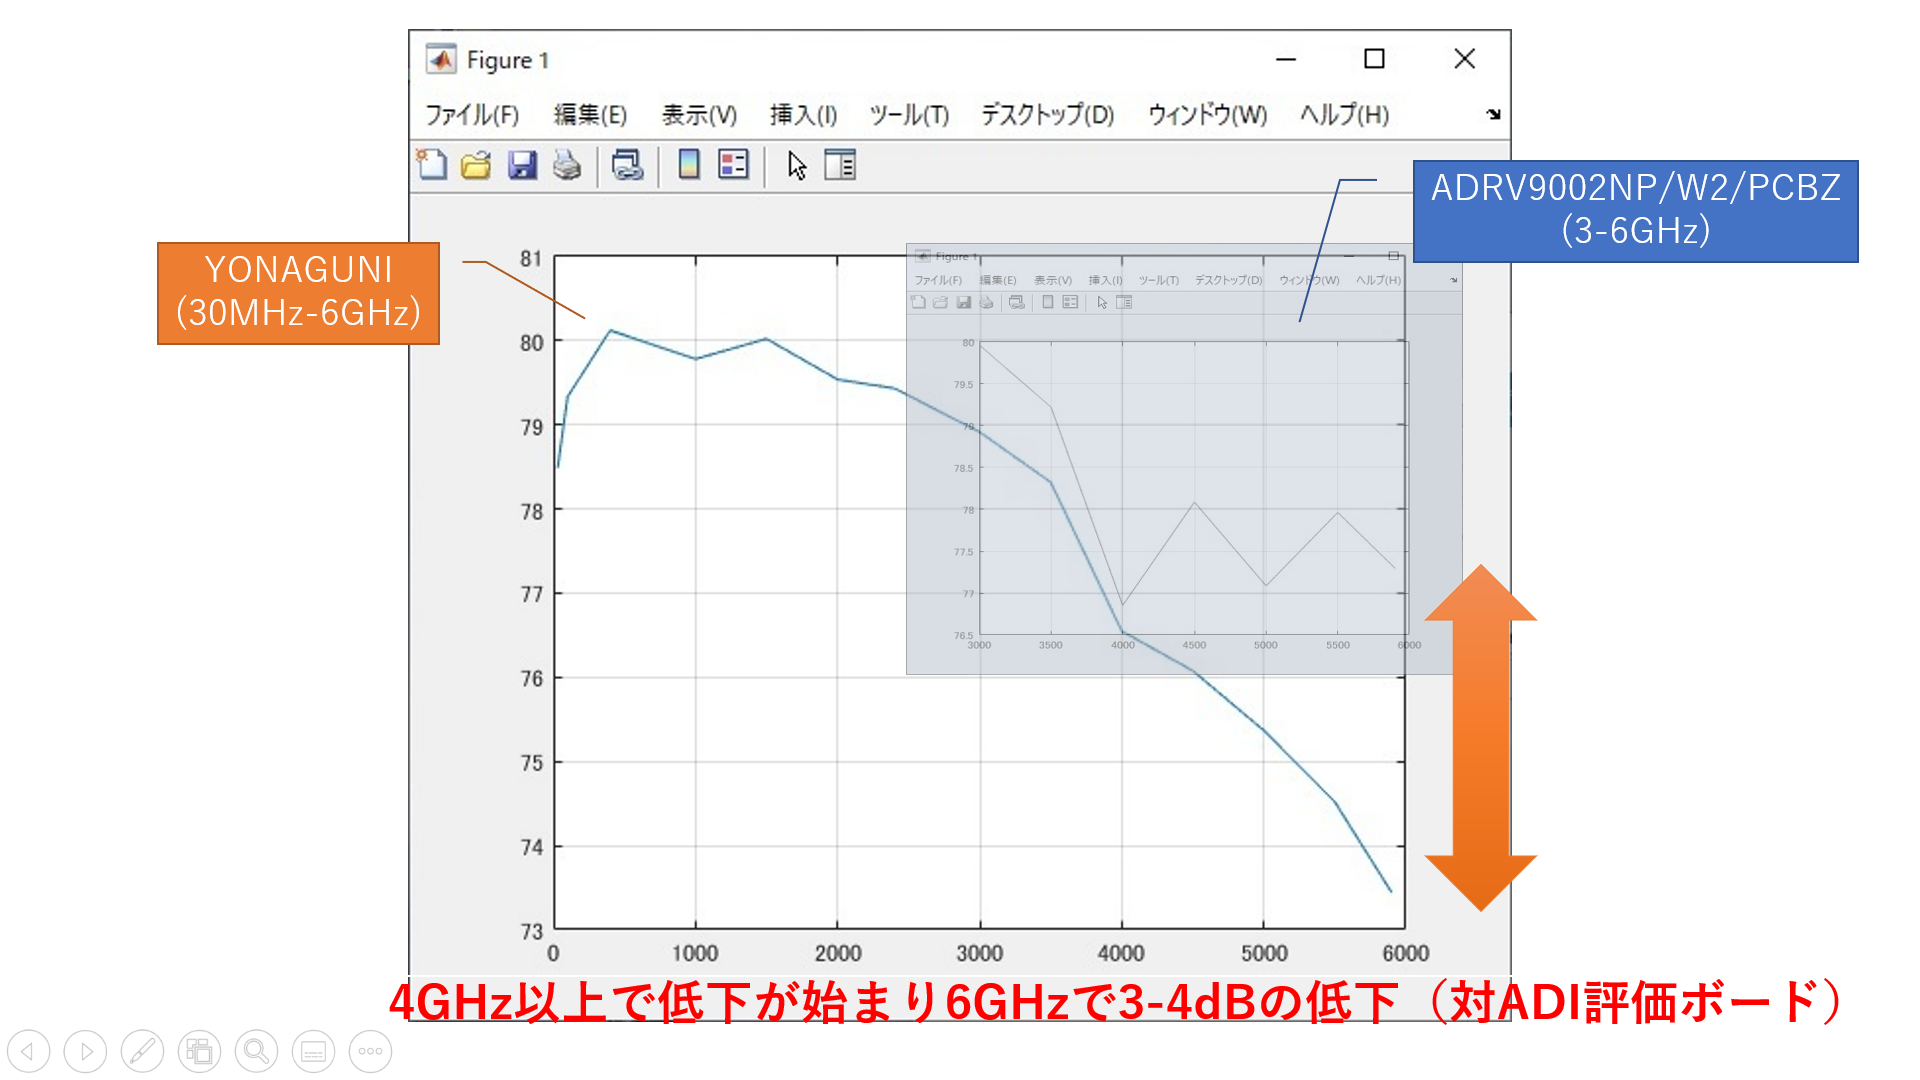 Figure 1
ファイル(F) 編集(E) 表示(V) 挿入(I) ツール(T) デスクトップ(D) ウィンドウ(W) ヘルプ(H)
ADRV9002NP/W2/PCBZ
(3-6GHz)
YONAGUNI
(30MHz-6GHz)
81
80
79
78
77
76
75
74
73
0 1000 2000 3000 4000 5000 6000
Figure 1
ファイル(F) 編集(E) 表示(V) 挿入(I) ツール(T) デスクトップ(D) ウィンドウ(W) ヘルプ(H)
80
79.5
79
78.5
78
77.5
77
76.5
3000 3500 4000 4500 5000 5500 6000
4GHz以上で低下が始まり6GHzで3-4dBの低下（対ADI評価ボード）